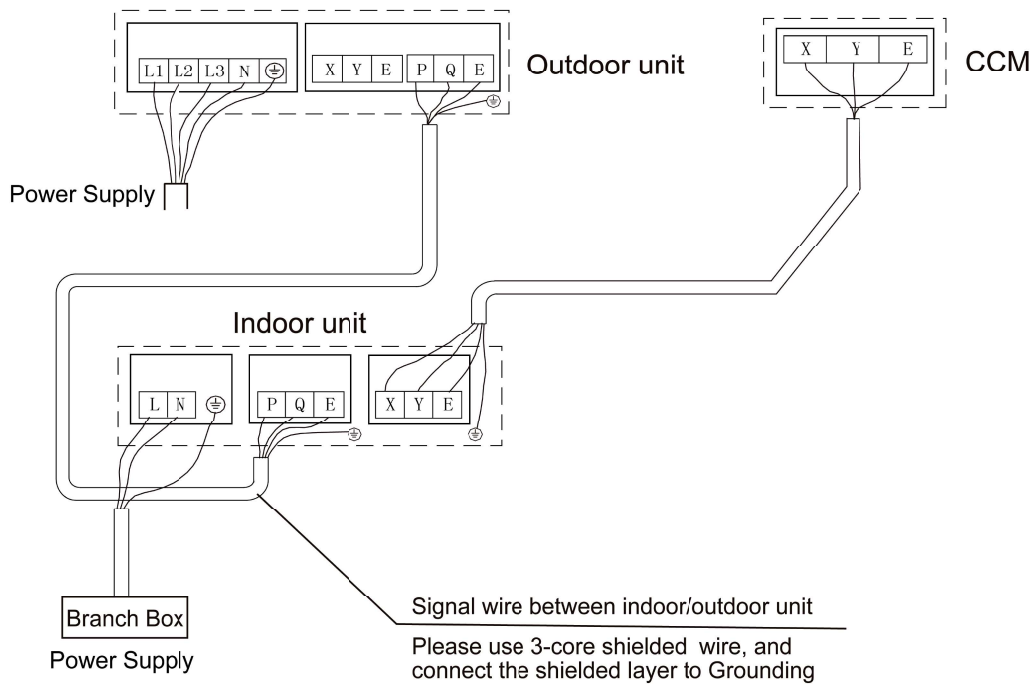 L1 L2 L3 N
X Y E
P Q E
Outdoor unit
X Y E
CCM
Power Supply
Indoor unit
L N
P Q E
X Y E
Branch Box
Power Supply
Signal wire between indoor/outdoor unit
Please use 3-core shielded wire, and
connect the shielded layer to Grounding